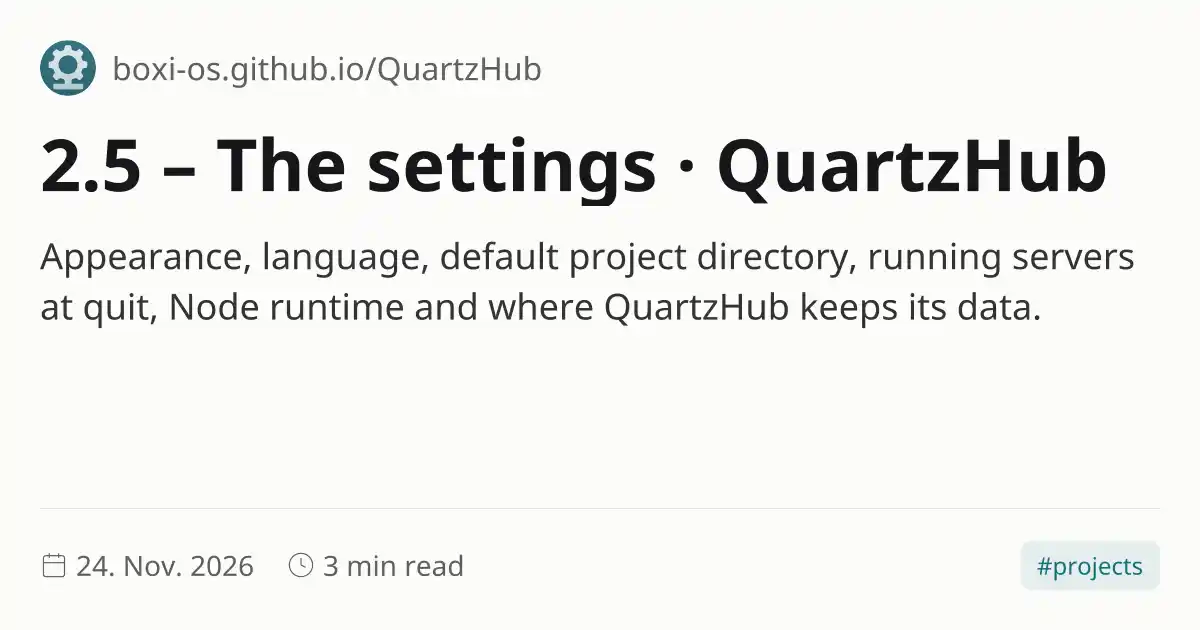 boxi-os.github.io/QuartzHub
2.5 – The settings · QuartzHub
Appearance, language, default project directory, running servers
at quit, Node runtime and where QuartzHub keeps its data.
24. Nov. 2026 3 min read #projects